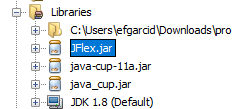 Libraries
C:\Users\efgarcid\Downloads\pro
JFlex.jar
java-cup-11a.jar
java_cup.jar
JDK 1.8 (Default)